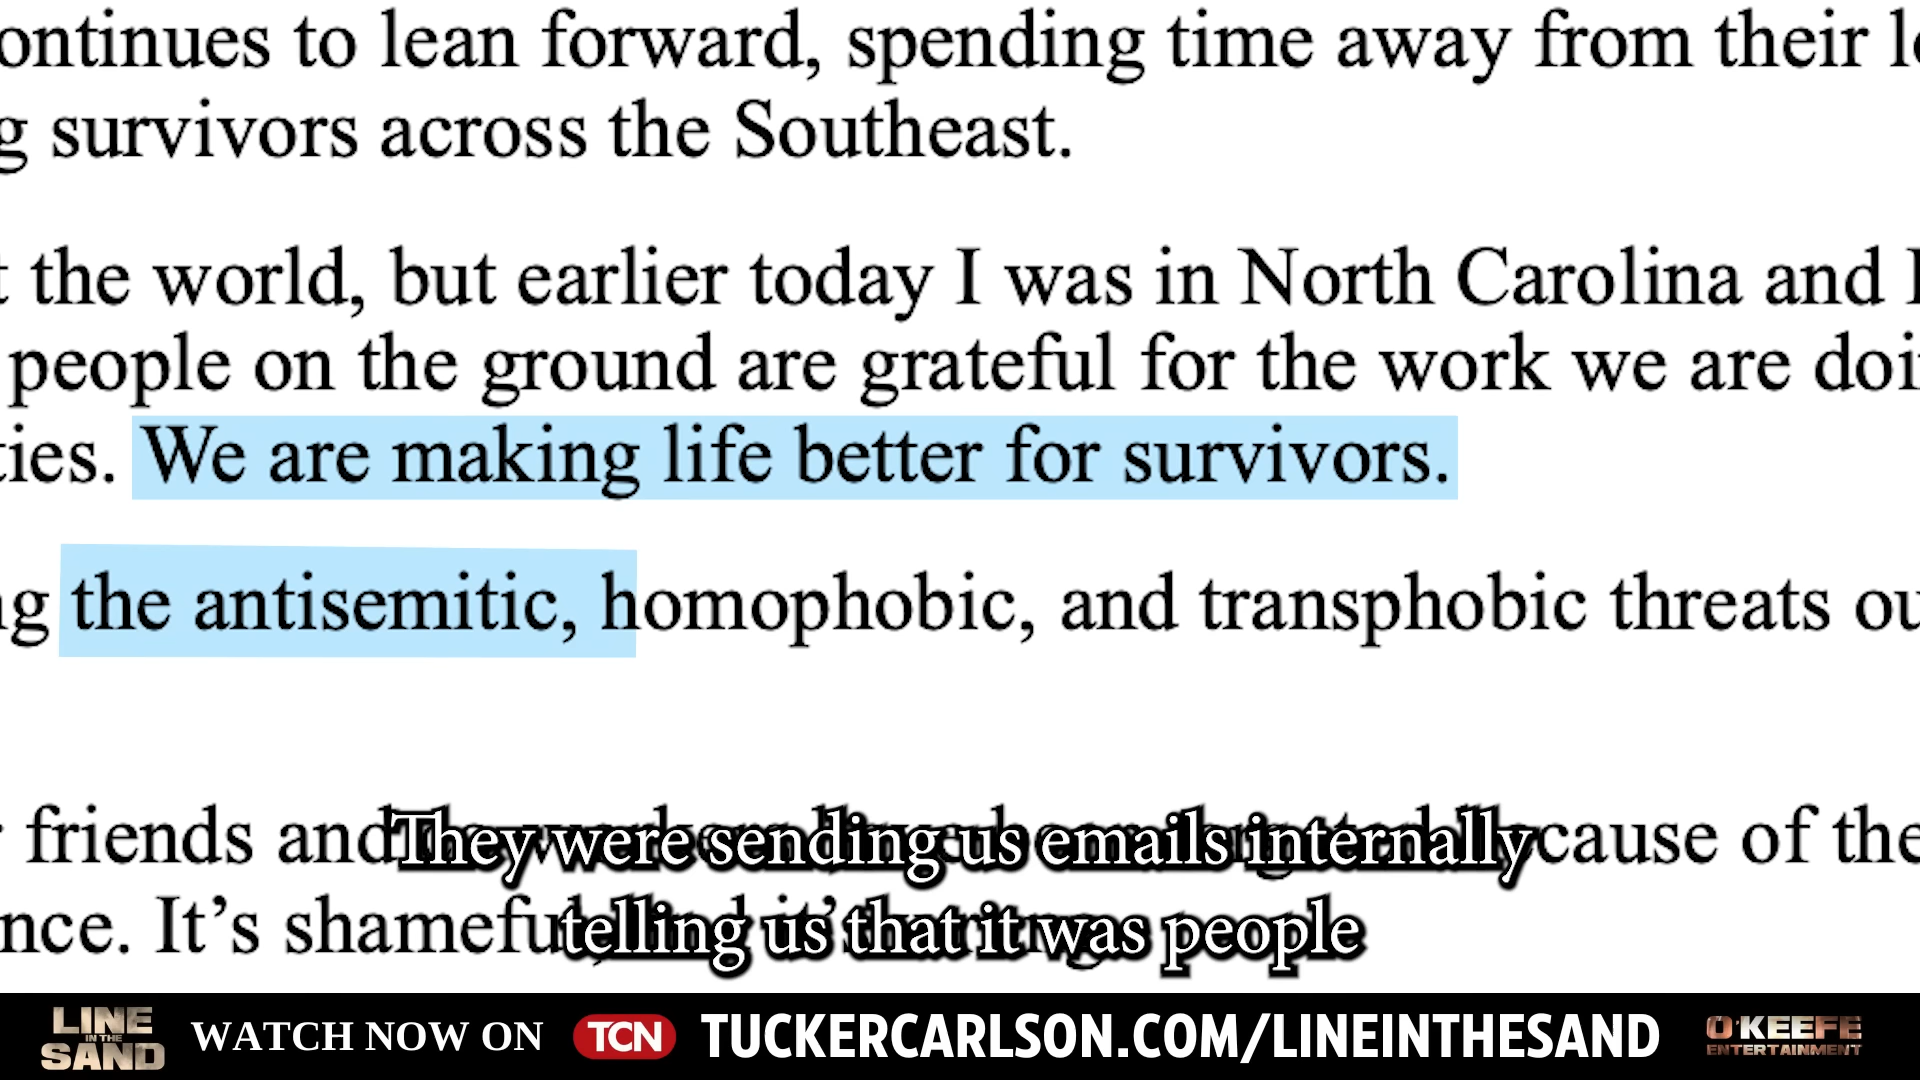 ontinues to lean forward, spending time away from their l
g survivors across the Southeast.
t the world, but earlier today I was in North Carolina and
people on the ground are grateful for the work we are doi
ties. We are making life better for survivors.
ng the antisemitic, homophobic, and transphobic threats ou
friends and cause of the
nce. It's shameful
They were sending us emails internally
telling us that it was people
LINE IN THE SAND WATCH NOW ON TCN TUCKERCARLSON.COM/LINEINTHESAND O'KEEFE ENTERTAINMENT